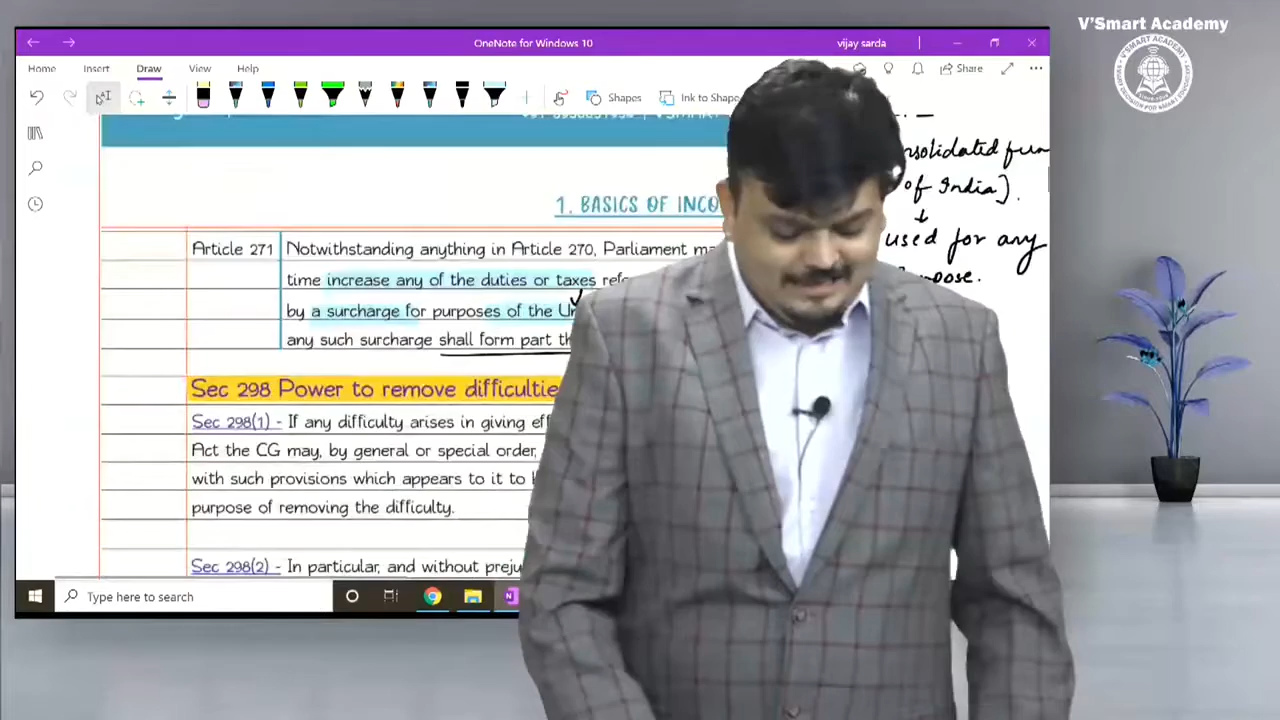 V'Smart Academy
OneNote for Windows 10
vijay sarda
Home Insert Draw View Help
Share
Shapes
Ink to Shape
1. BASICS OF INCO
nsolidated fun
of India].
used for any
Article 271 Notwithstanding anything in Article 270, Parliament ma
time increase any of the duties or taxes refe
by a surcharge for purposes of the Un
any such surcharge shall form part th
Sec 298 Power to remove difficultie
Sec 298(1) - If any difficulty arises in giving ef
Act the CG may, by general or special order,
with such provisions which appears to it to b
purpose of removing the difficulty.
Sec 298(2) - In particular, and without preju
Type here to search